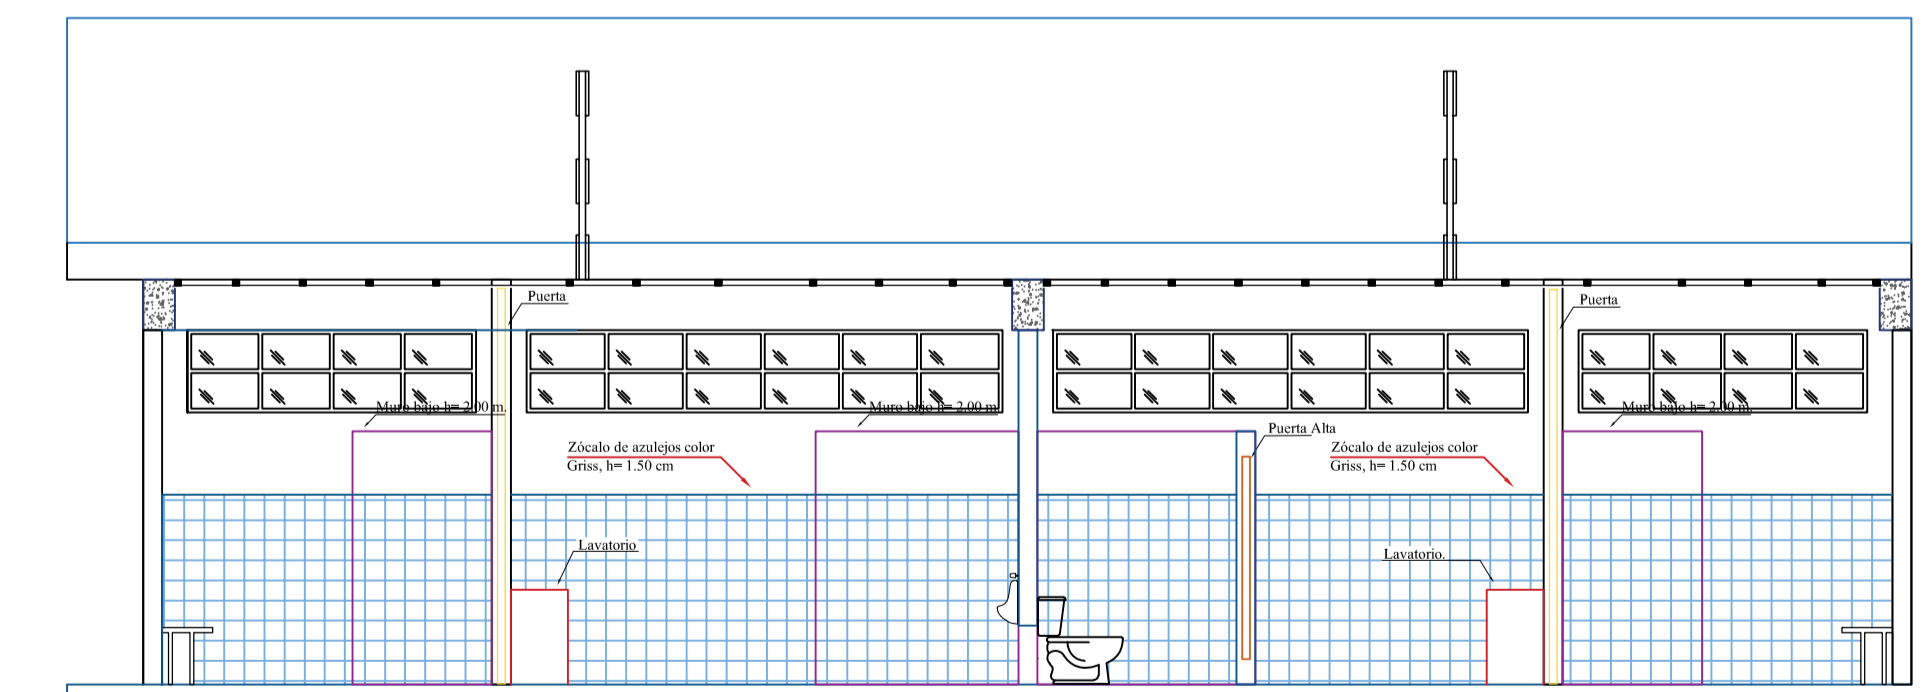 Puerta
Puerta
Muro bajo h= 2.00 m.
Muro bajo h= 2.00 m
Muro bajo h= 2.00 m.
Puerta Alta
Zócalo de azulejos color
Griss, h= 1.50 cm
Zócalo de azulejos color
Griss, h= 1.50 cm
Lavatorio
Lavatorio.